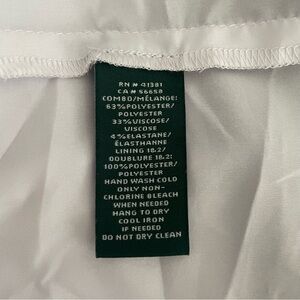 RN # 41381
CA # 56658
COMBO/MÉLANGE:
63%POLYESTER/
POLYESTER
33%VISCOSE/
VISCOSE
4%ELASTANE/
ÉLASTHANNE
LINING 1&2/
DOUBLURE 1&2:
100%POLYESTER/
POLYESTER
HAND WASH COLD
ONLY NON-
CHLORINE BLEACH
WHEN NEEDED
HANG TO DRY
COOL IRON
IF NEEDED
DO NOT DRY CLEAN